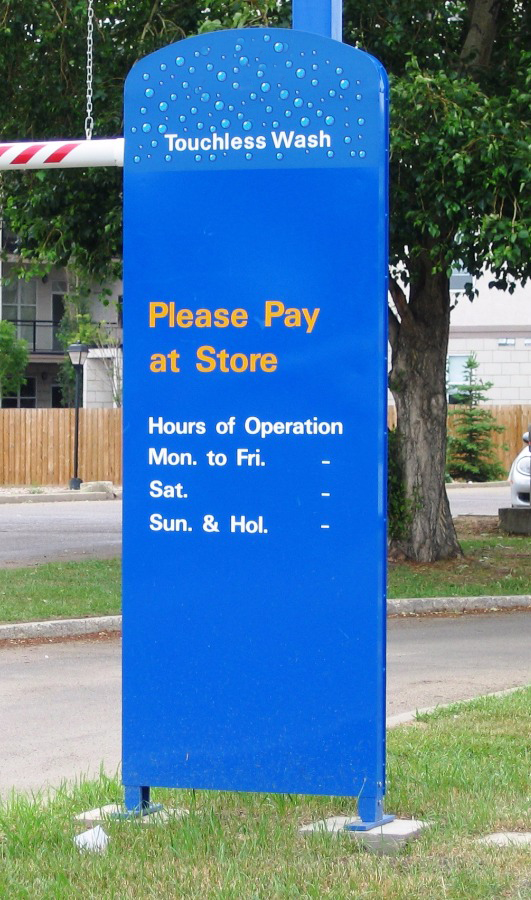 Touchless Wash
Please Pay
at Store
Hours of Operation
Mon. to Fri. -
Sat. -
Sun. & Hol. -